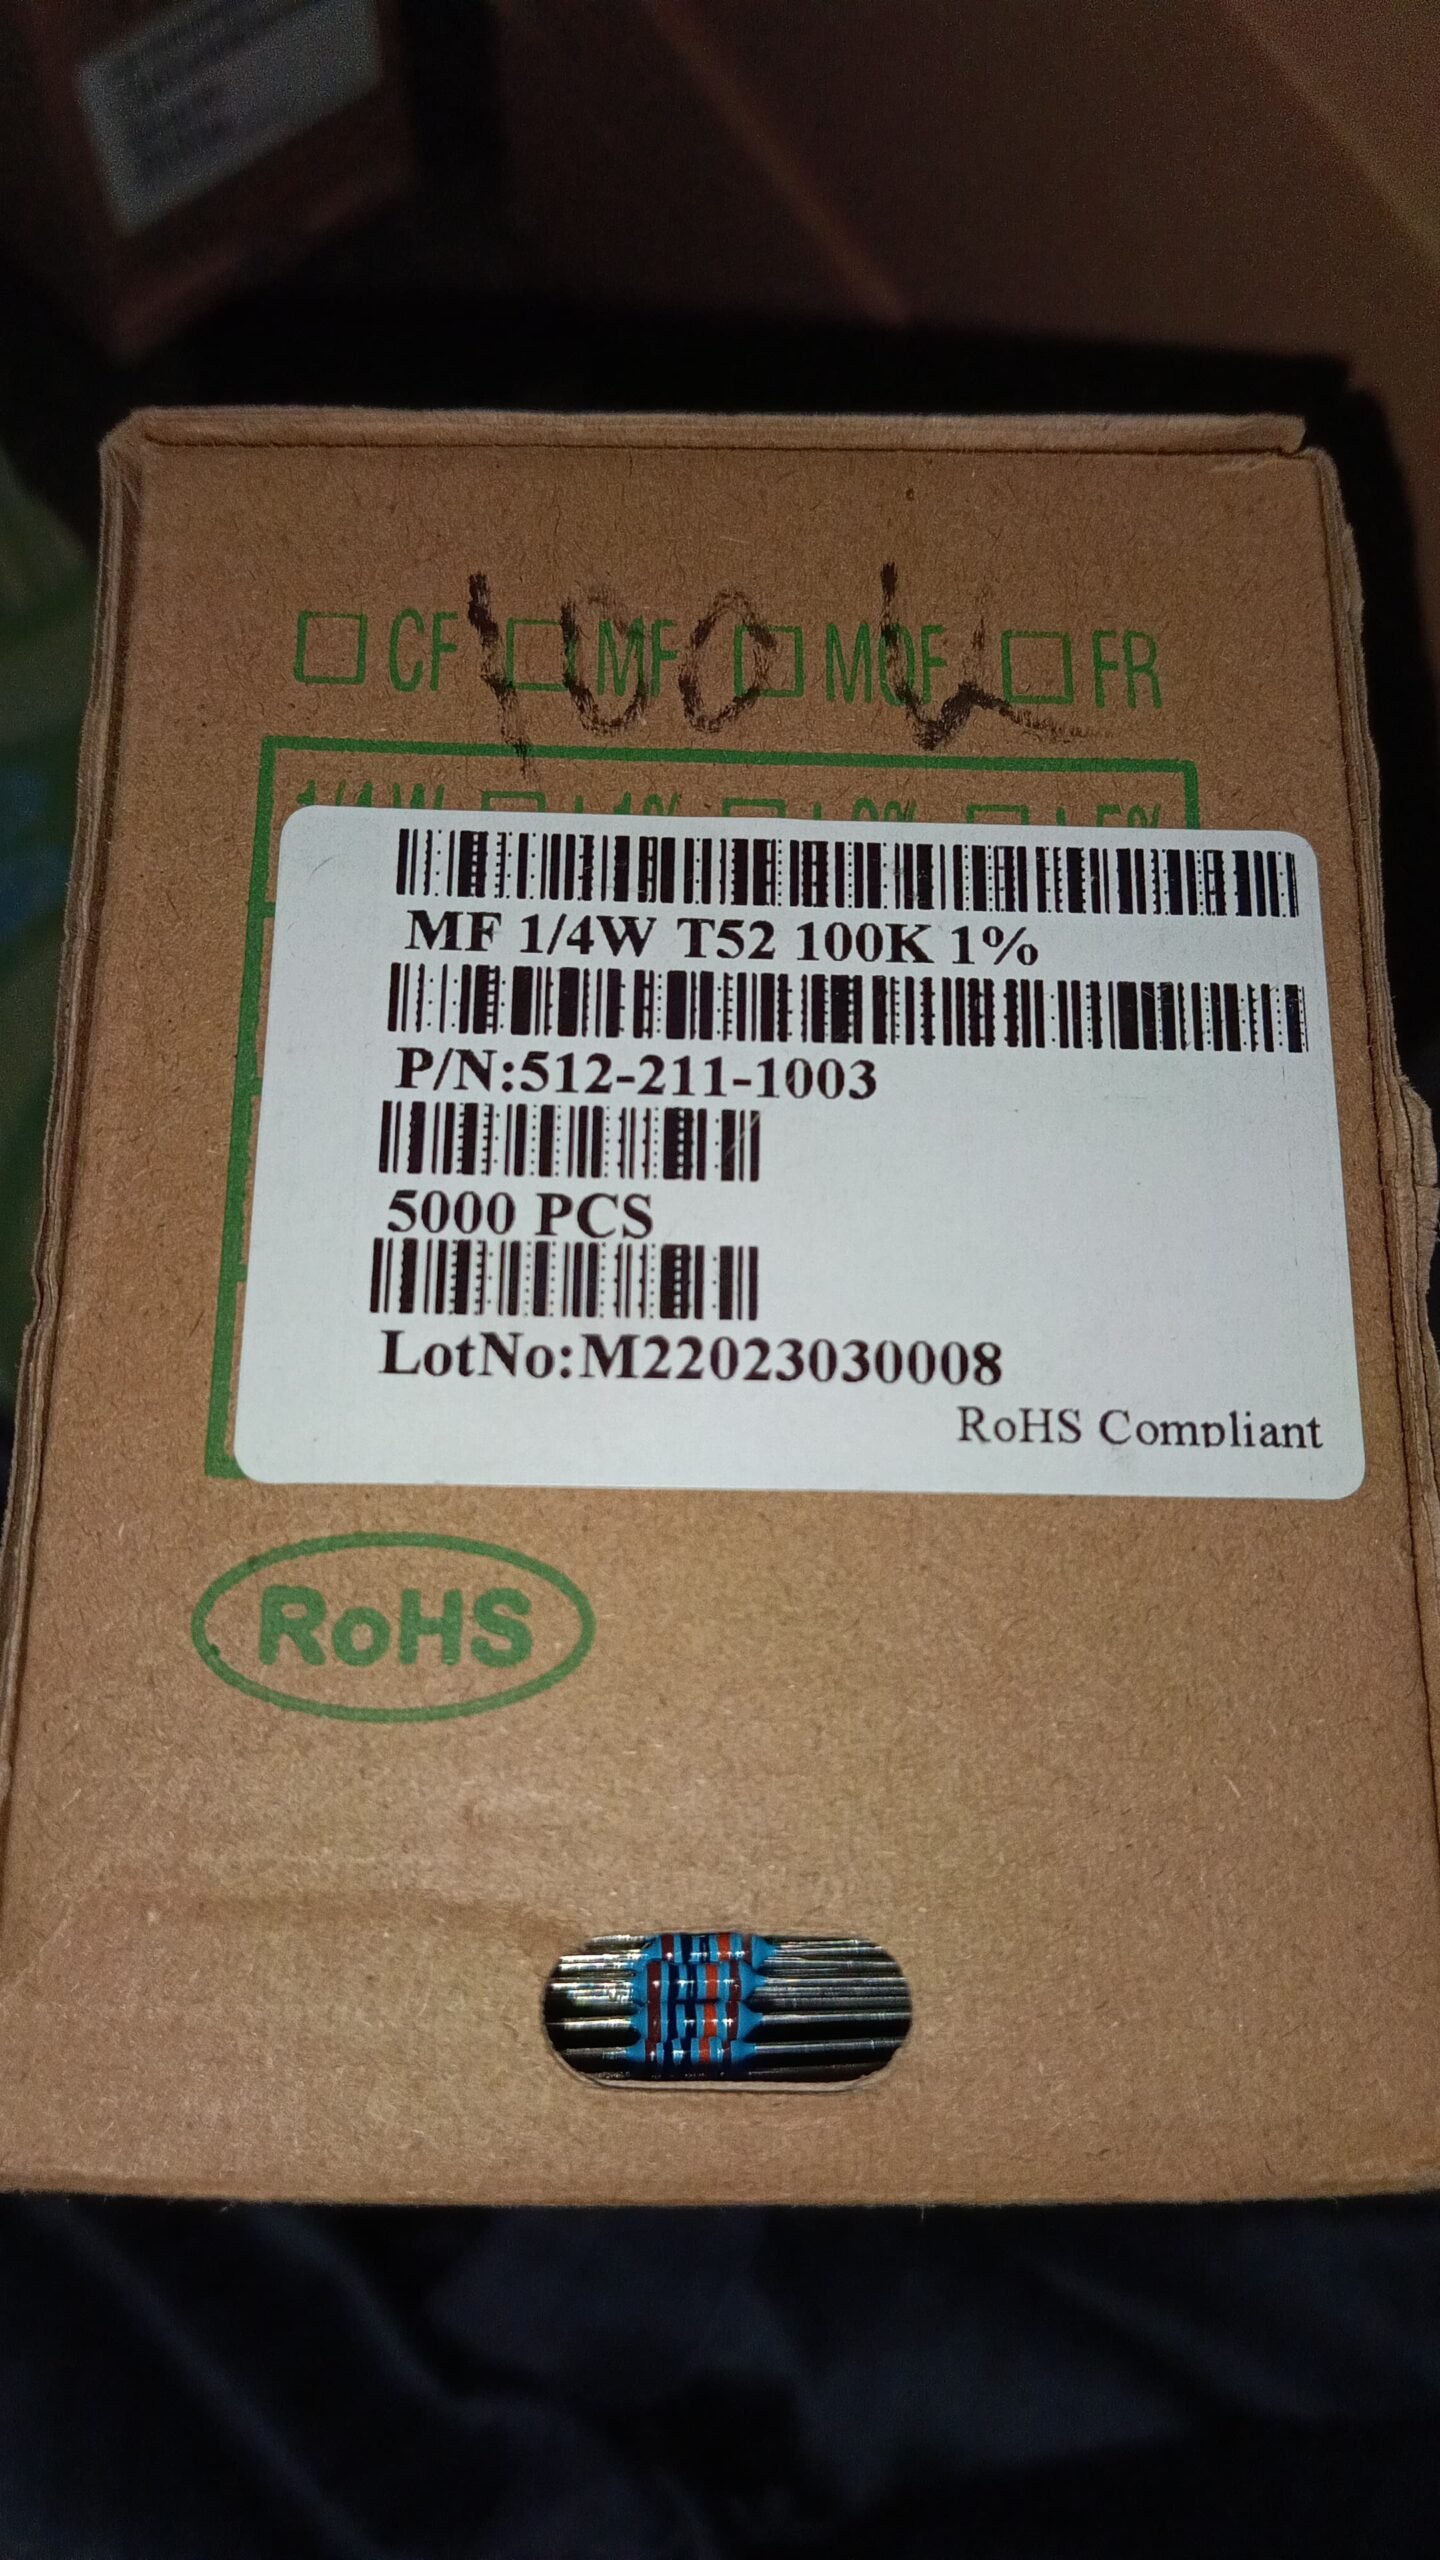 100 k
CF MF MOF FR
MF 1/4W T52 100K 1%
P/N:512-211-1003
5000 PCS
LotNo:M22023030008
RoHS Compliant
RoHS